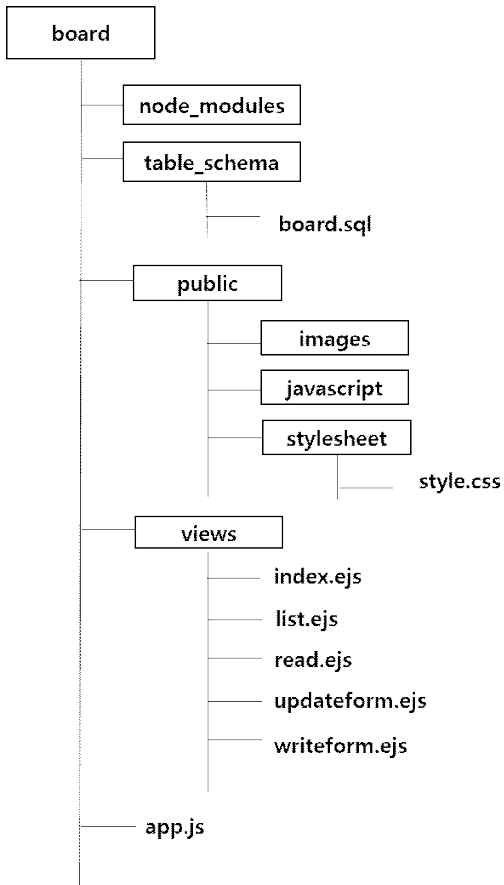 board
node_modules
table_schema
board.sql
public
images
javascript
stylesheet
style.css
views
index.ejs
list.ejs
read.ejs
updateform.ejs
writeform.ejs
app.js